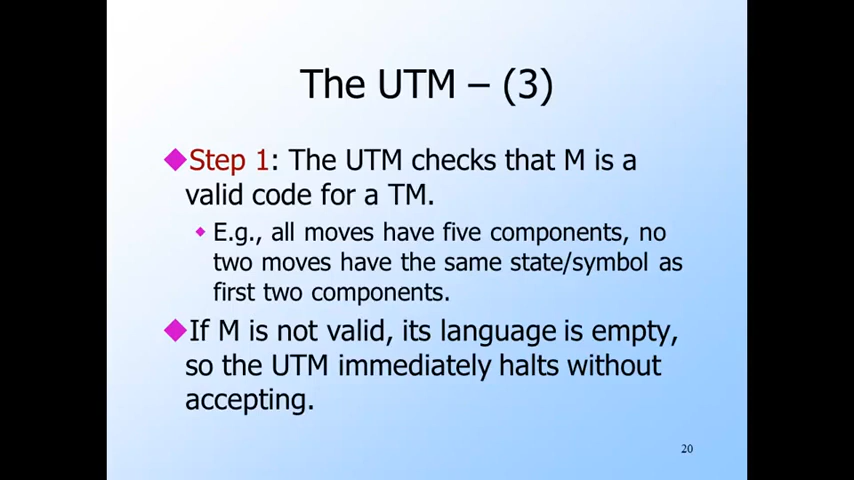 The UTM – (3)
Step 1: The UTM checks that M is a
valid code for a TM.
E.g., all moves have five components, no
two moves have the same state/symbol as
first two components.
If M is not valid, its language is empty,
so the UTM immediately halts without
accepting.
20